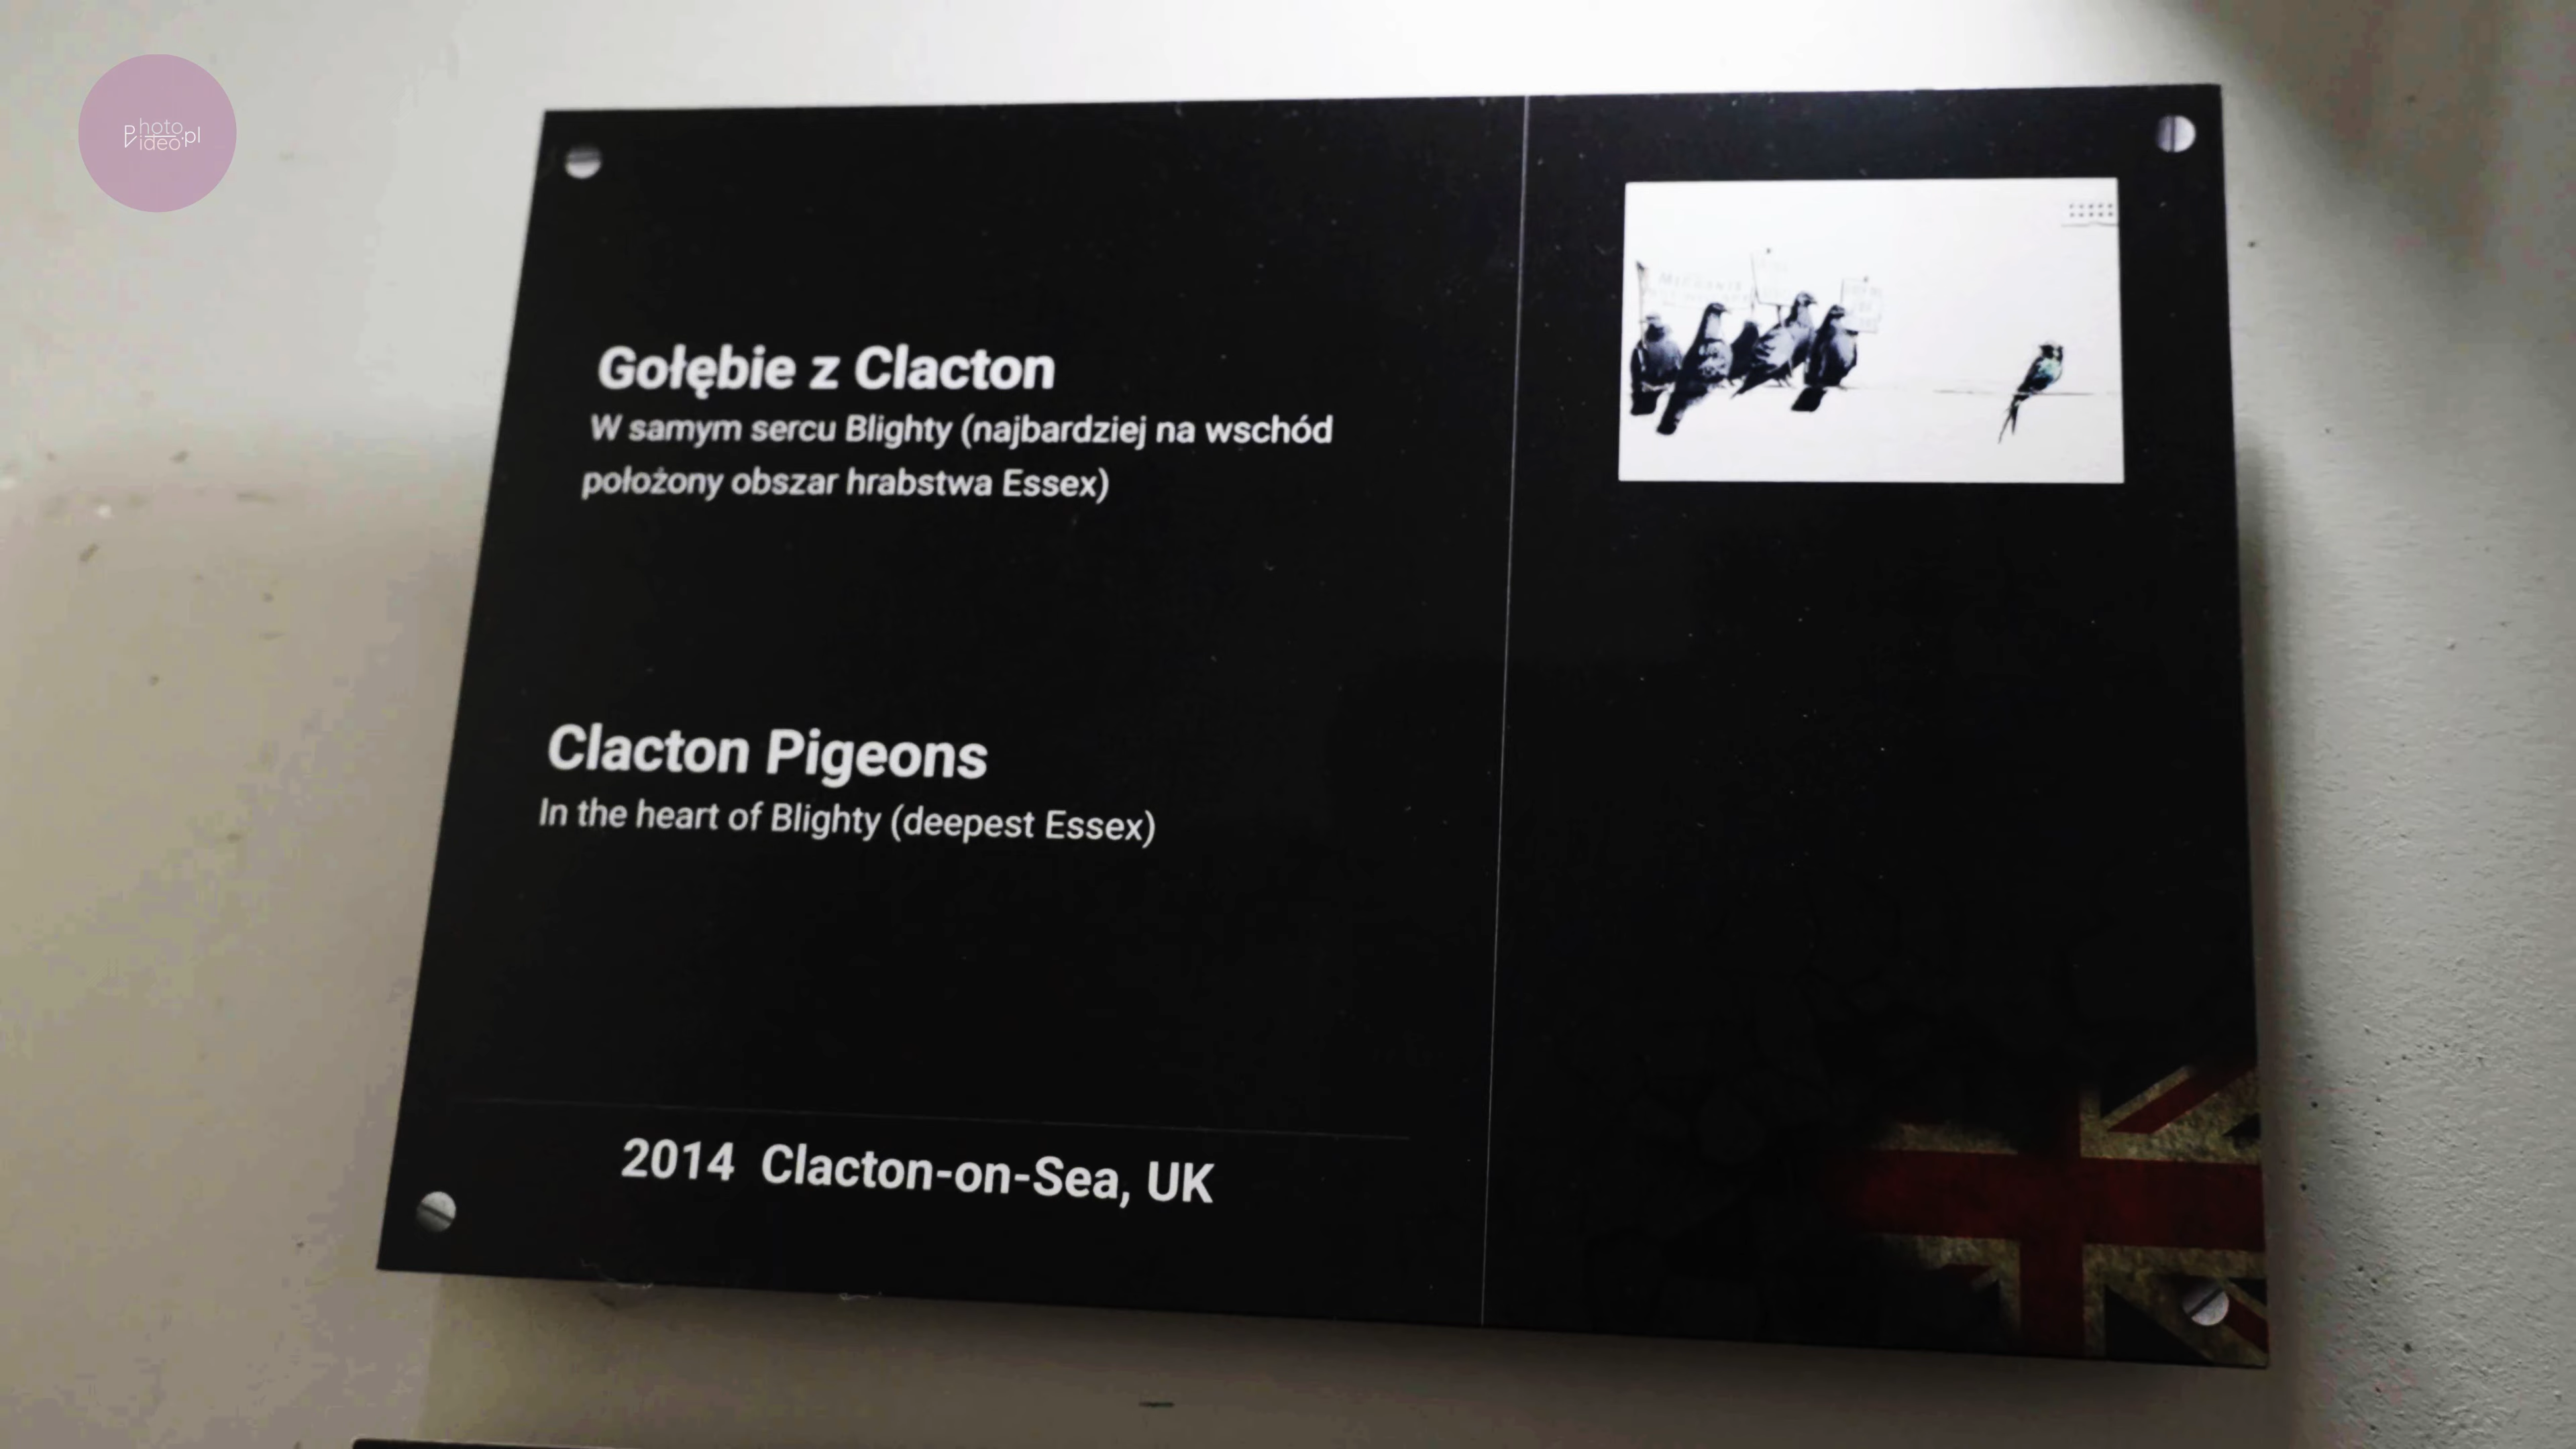 Photo
Video.pl
Gołębie z Clacton
W samym sercu Blighty (najbardziej na wschód
położony obszar hrabstwa Essex)
Clacton Pigeons
In the heart of Blighty (deepest Essex)
2014 Clacton-on-Sea, UK